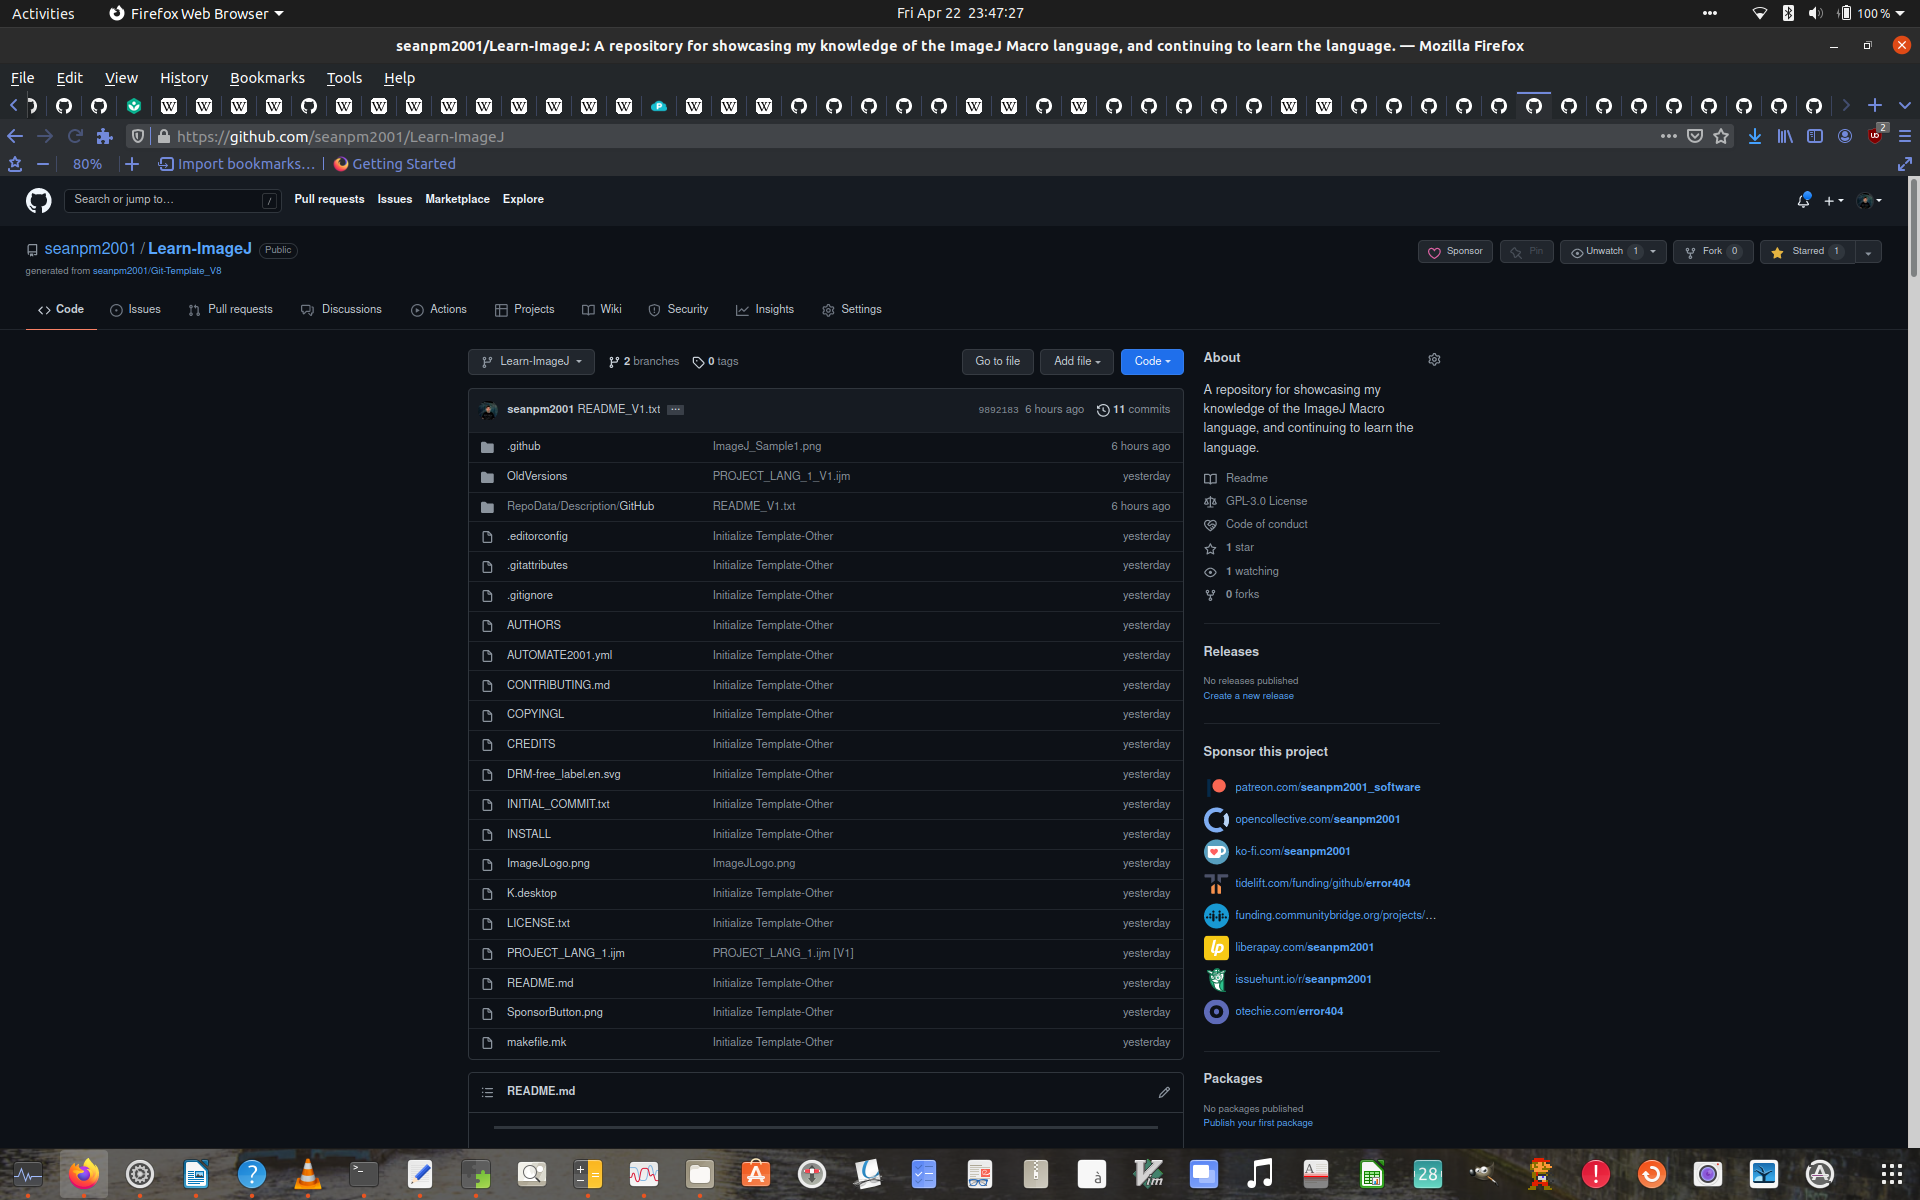 Activities Firefox Web Browser Fri Apr 22 23:47:27 100 %
seanpm2001/Learn-ImageJ: A repository for showcasing my knowledge of the ImageJ Macro language, and continuing to learn the language. — Mozilla Firefox
File Edit View History Bookmarks Tools Help
https://github.com/seanpm2001/Learn-ImageJ 2
80% Import bookmarks... Getting Started
Search or jump to... / Pull requests Issues Marketplace Explore
seanpm2001 / Learn-ImageJ Public Sponsor Pin Unwatch 1 Fork 0 Starred 1
generated from seanpm2001/Git-Template_V8
Code Issues Pull requests Discussions Actions Projects Wiki Security Insights Settings
Learn-ImageJ 2 branches 0 tags Go to file Add file Code
seanpm2001 README_V1.txt 9892183 6 hours ago 11 commits
.github ImageJ_Sample1.png 6 hours ago
OldVersions PROJECT_LANG_1_V1.ijm yesterday
RepoData/Description/GitHub README_V1.txt 6 hours ago
.editorconfig Initialize Template-Other yesterday
.gitattributes Initialize Template-Other yesterday
.gitignore Initialize Template-Other yesterday
AUTHORS Initialize Template-Other yesterday
AUTOMATE2001.yml Initialize Template-Other yesterday
CONTRIBUTING.md Initialize Template-Other yesterday
COPYINGL Initialize Template-Other yesterday
CREDITS Initialize Template-Other yesterday
DRM-free_label.en.svg Initialize Template-Other yesterday
INITIAL_COMMIT.txt Initialize Template-Other yesterday
INSTALL Initialize Template-Other yesterday
ImageJLogo.png ImageJLogo.png yesterday
K.desktop Initialize Template-Other yesterday
LICENSE.txt Initialize Template-Other yesterday
PROJECT_LANG_1.ijm PROJECT_LANG_1.ijm [V1] yesterday
README.md Initialize Template-Other yesterday
SponsorButton.png Initialize Template-Other yesterday
makefile.mk Initialize Template-Other yesterday
README.md
About
A repository for showcasing my
knowledge of the ImageJ Macro
language, and continuing to learn the
language.
Readme
GPL-3.0 License
Code of conduct
1 star
1 watching
0 forks
Releases
No releases published
Create a new release
Sponsor this project
patreon.com/seanpm2001_software
opencollective.com/seanpm2001
ko-fi.com/seanpm2001
tidelift.com/funding/github/error404
funding.communitybridge.org/projects/...
liberapay.com/seanpm2001
issuehunt.io/r/seanpm2001
otechie.com/error404
Packages
No packages published
Publish your first package
28